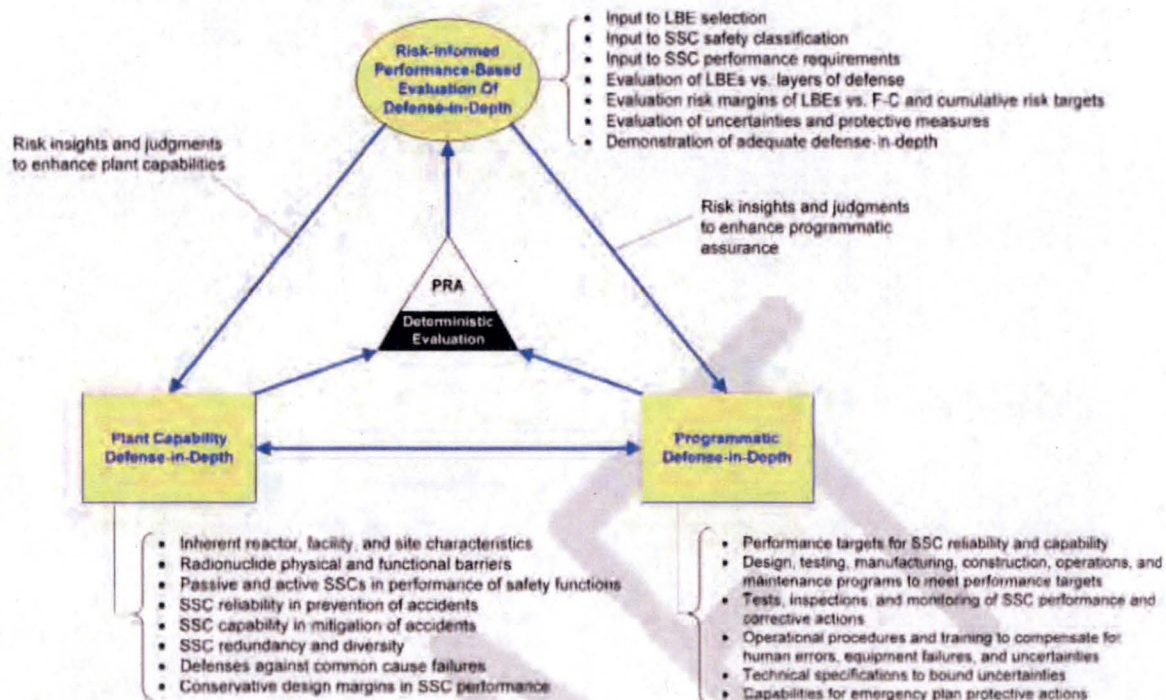 Risk-Informed
Performance-Based
Evaluation Of
Defense-in-Depth
• Input to LBE selection
• Input to SSC safety classification
• Input to SSC performance requirements
• Evaluation of LBEs vs. layers of defense
• Evaluation risk margins of LBEs vs. F-C and cumulative risk targets
• Evaluation of uncertainties and protective measures
• Demonstration of adequate defense-in-depth
Risk insights and judgments
to enhance plant capabilities
Risk insights and judgments
to enhance programmatic
assurance
PRA
Deterministic
Evaluation
Plant Capability
Defense-in-Depth
Programmatic
Defense-in-Depth
• Inherent reactor, facility, and site characteristics
• Radionuclide physical and functional barriers
• Passive and active SSCs in performance of safety functions
• SSC reliability in prevention of accidents
• SSC capability in mitigation of accidents
• SSC redundancy and diversity
• Defenses against common cause failures
• Conservative design margins in SSC performance
• Performance targets for SSC reliability and capability
• Design, testing, manufacturing, construction, operations, and
maintenance programs to meet performance targets
• Tests, inspections, and monitoring of SSC performance and
corrective actions
• Operational procedures and training to compensate for
human errors, equipment failures, and uncertainties
• Technical specifications to bound uncertainties
• Capabilities for emergency plan protective actions